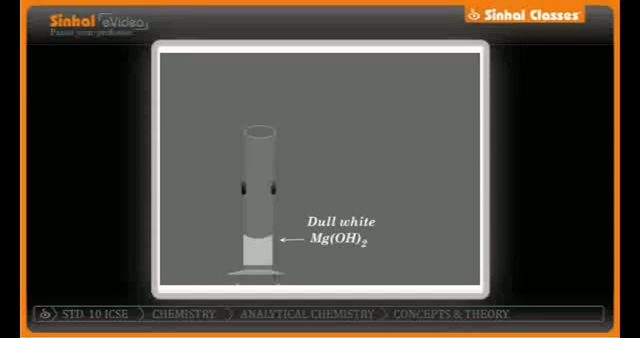 Sinhal eVideo
Sinhal Classes
Dull white
Mg(OH)₂
STD. 10 ICSE
CHEMISTRY
ANALYTICAL CHEMISTRY
CONCEPTS & THEORY